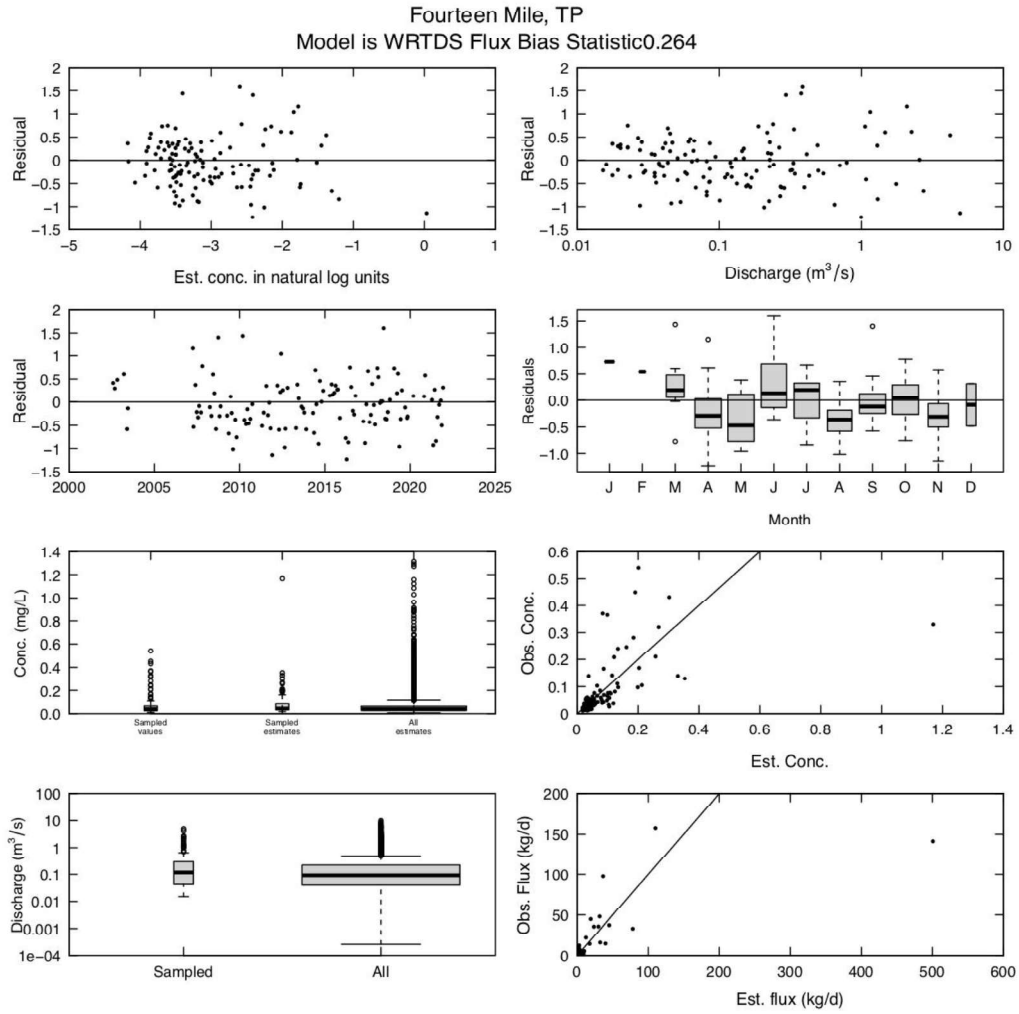 Fourteen Mile, TP
Model is WRTDS Flux Bias Statistic0.264
Residual
2
1.5
1
0.5
0
−0.5
−1
−1.5
−5 −4 −3 −2 −1 0 1
Est. conc. in natural log units
Residual
2
1.5
1
0.5
0
−0.5
−1
−1.5
0.01 0.1 1 10
Discharge (m³/s)
Residual
2
1.5
1
0.5
0
−0.5
−1
−1.5
2000 2005 2010 2015 2020 2025
Residuals
1.5
1.0
0.5
0.0
−0.5
−1.0
J F M A M J J A S O N D
Month
Conc. (mg/L)
1.4
1.2
1.0
0.8
0.6
0.4
0.2
0.0
Sampled values
Sampled estimates
All estimates
Obs. Conc.
0.6
0.5
0.4
0.3
0.2
0.1
0
0 0.2 0.4 0.6 0.8 1 1.2 1.4
Est. Conc.
Discharge (m³/s)
100
10
1
0.1
0.01
0.001
1e−04
Sampled All
Obs. Flux (kg/d)
200
150
100
50
0
0 100 200 300 400 500 600
Est. flux (kg/d)